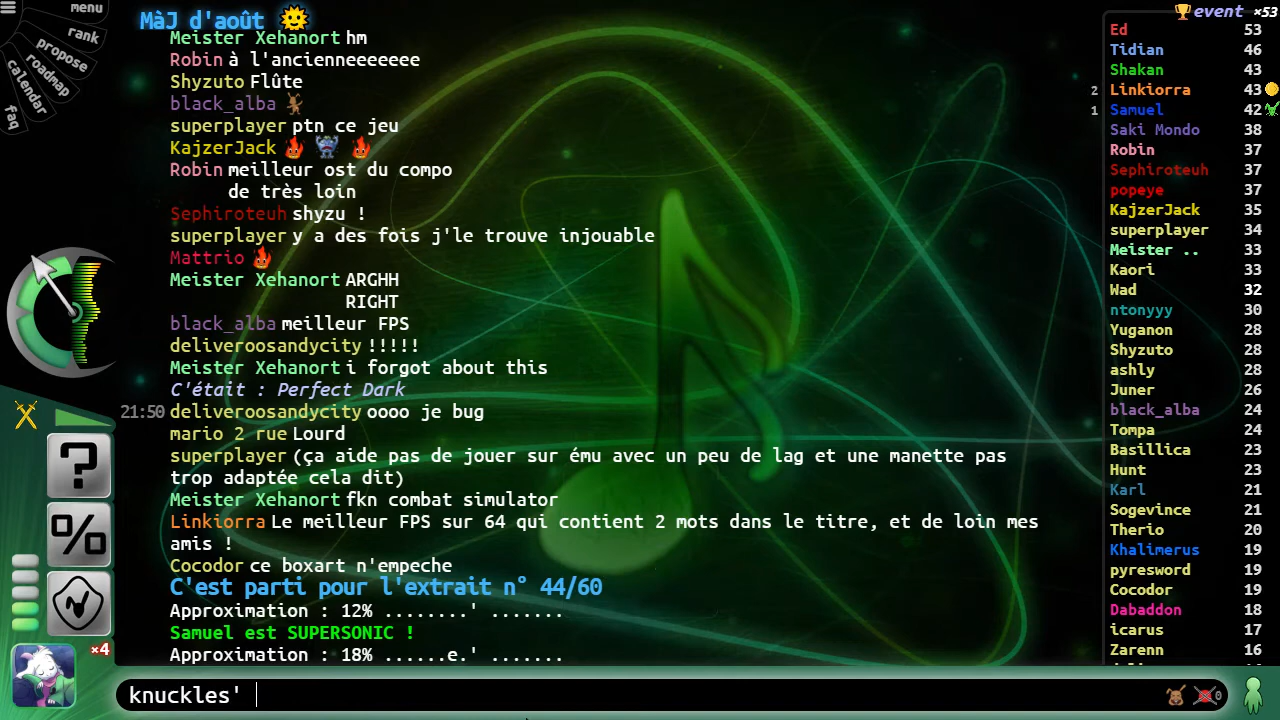 menu
rank
propose
roadmap
calendar
faq
MàJ d'août
event ×53
Meister Xehanort hm
Robin à l'ancienneeeeeee
Shyzuto Flûte
black_alba
superplayer ptn ce jeu
KajzerJack
Robin meilleur ost du compo
de très loin
Sephiroteuh shyzu !
superplayer y a des fois j'le trouve injouable
Mattrio
Meister Xehanort ARGHH
RIGHT
black_alba meilleur FPS
deliveroosandycity !!!!!
Meister Xehanort i forgot about this
C'était : Perfect Dark
21:50 deliveroosandycity oooo je bug
mario 2 rue Lourd
superplayer (ça aide pas de jouer sur ému avec un peu de lag et une manette pas
trop adaptée cela dit)
Meister Xehanort fkn combat simulator
Linkiorra Le meilleur FPS sur 64 qui contient 2 mots dans le titre, et de loin mes
amis !
Cocodor ce boxart n'empeche
C'est parti pour l'extrait n° 44/60
Approximation : 12% ........' .......
Samuel est SUPERSONIC !
Approximation : 18% ......e.' .......
?
%
×4
knuckles'
0
Ed 53
Tidian 46
Shakan 43
2 Linkiorra 43
1 Samuel 42
Saki Mondo 38
Robin 37
Sephiroteuh 37
popeye 37
KajzerJack 35
superplayer 34
Meister .. 33
Kaori 33
Wad 32
ntonyyy 30
Yuganon 28
Shyzuto 28
ashly 28
Juner 26
black_alba 24
Tompa 24
Basillica 23
Hunt 23
Karl 21
Sogevince 21
Therio 20
Khalimerus 19
pyresword 19
Cocodor 19
Dabaddon 18
icarus 17
Zarenn 16